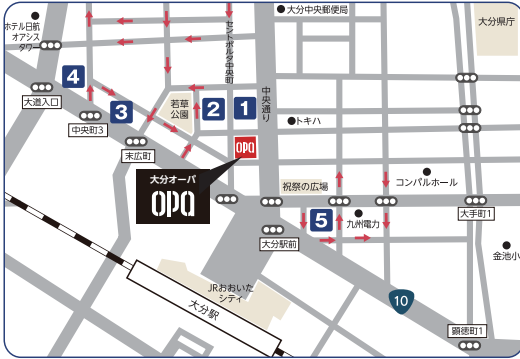 大分中央郵便局
大分県庁
ホテル日航
オアシス
タワー
セントポルタ中央町
中央通り
4
3
2
1
大道入口
中央町3
若草
公園
トキハ
末広町
OPA
大分オーパ
OPA
祝祭の広場
コンパルホール
5
九州電力
大手町1
大分駅前
金池小
JRおおいた
シティ
大分駅
10
顕徳町1